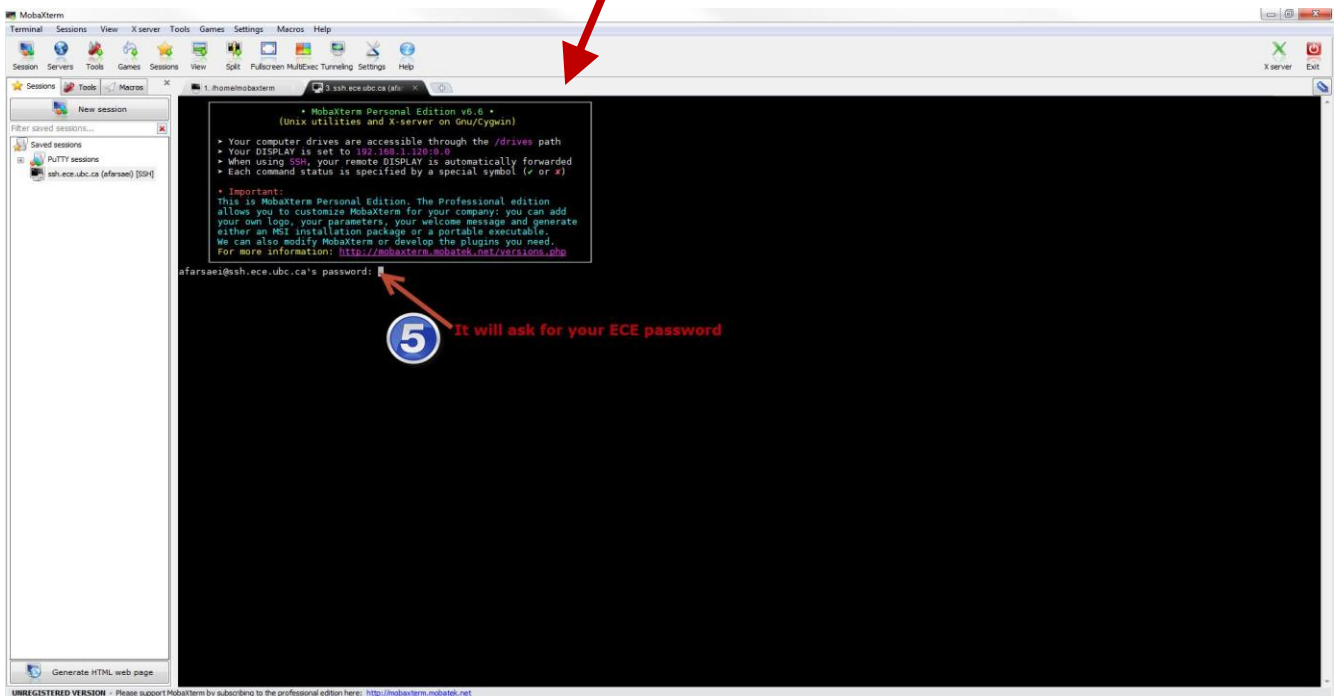 MobaXterm
Terminal Sessions View X server Tools Games Settings Macros Help
Session Servers Tools Games Sessions View Split Fullscreen MultiExec Tunneling Settings Help X server Exit
Sessions Tools Macros
1. /home/mobaxterm
3. ssh.ece.ubc.ca (afar
New session
Filter saved sessions...
Saved sessions
PuTTY sessions
ssh.ece.ubc.ca (afarsaei) [SSH]
• MobaXterm Personal Edition v6.6 •
(Unix utilities and X-server on Gnu/Cygwin)
➤ Your computer drives are accessible through the /drives path
➤ Your DISPLAY is set to 192.168.1.120:0.0
➤ When using SSH, your remote DISPLAY is automatically forwarded
➤ Each command status is specified by a special symbol (✓ or ✗)
• Important:
This is MobaXterm Personal Edition. The Professional edition
allows you to customize MobaXterm for your company: you can add
your own logo, your parameters, your welcome message and generate
either an MSI installation package or a portable executable.
We can also modify MobaXterm or develop the plugins you need.
For more information: http://mobaxterm.mobatek.net/versions.php
afarsaei@ssh.ece.ubc.ca's password:
5
It will ask for your ECE password
Generate HTML web page
UNREGISTERED VERSION - Please support MobaXterm by subscribing to the professional edition here: http://mobaxterm.mobatek.net